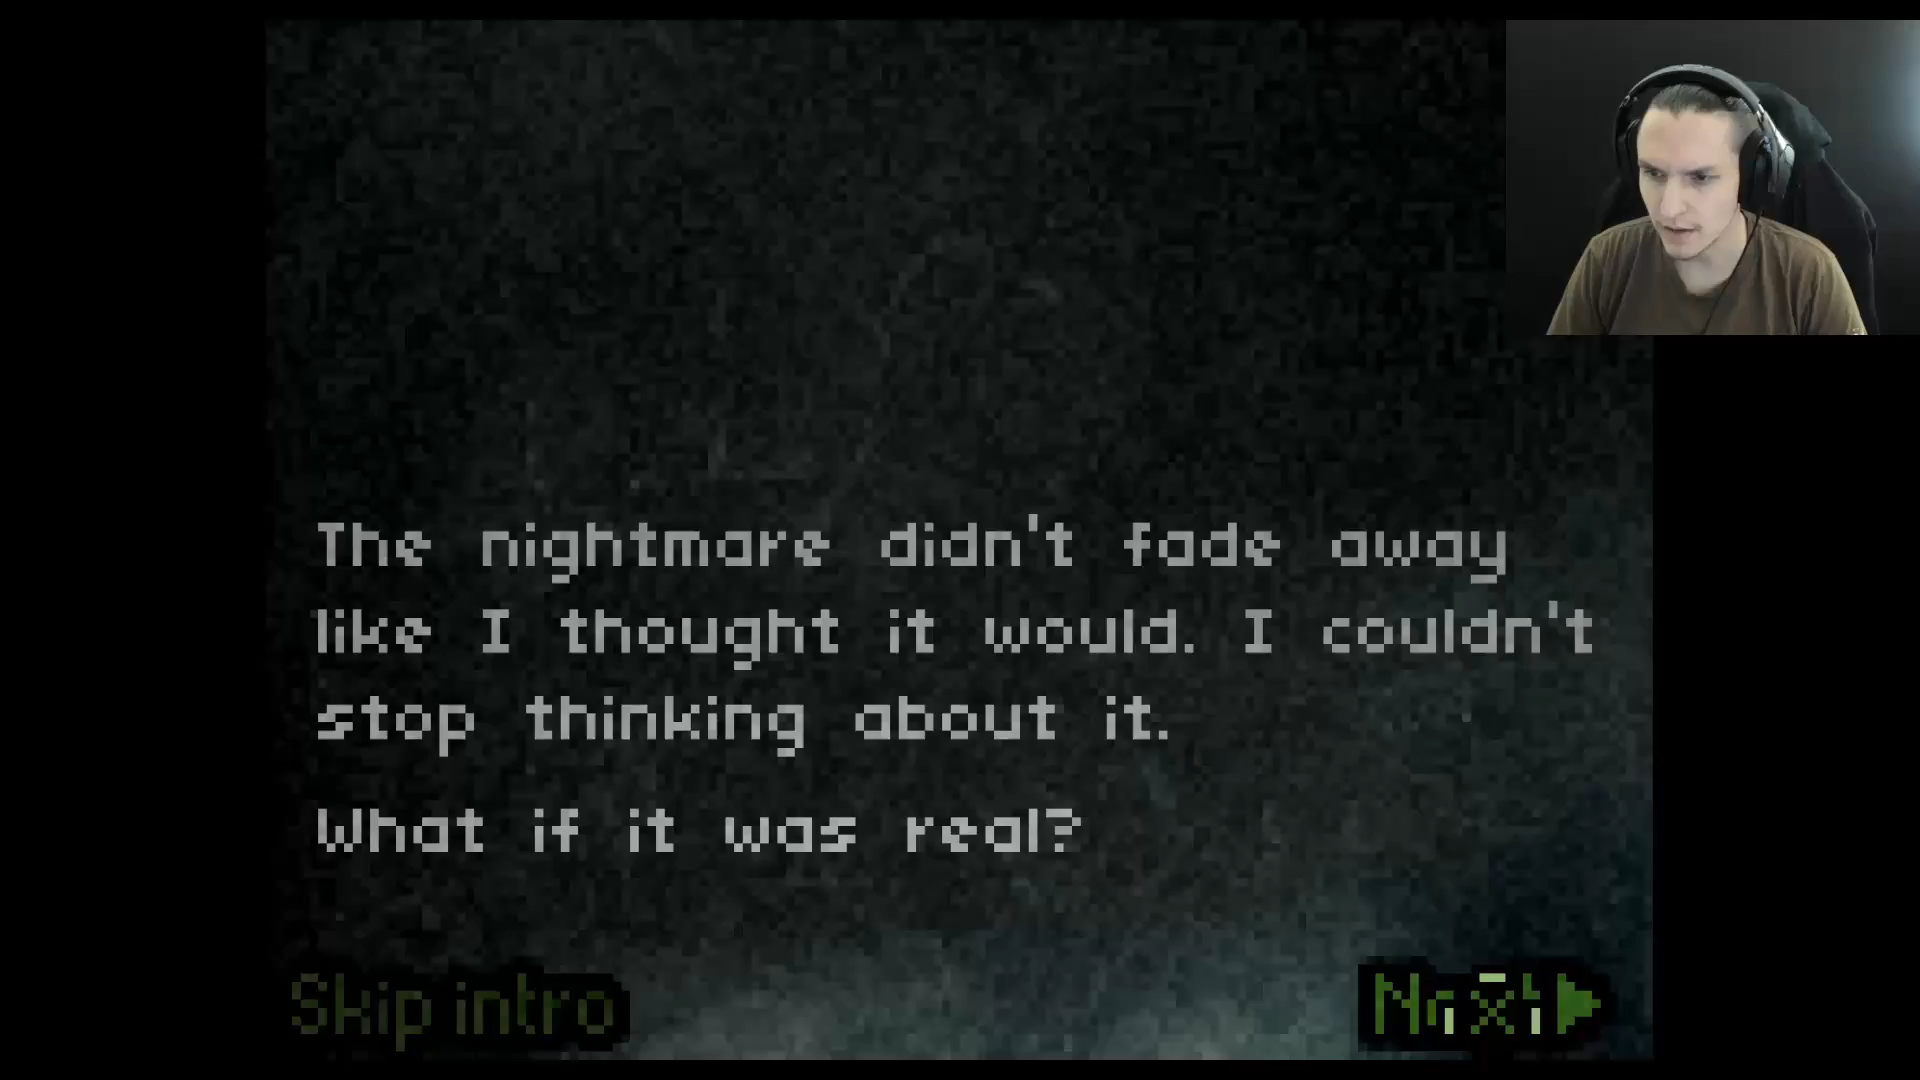 The nightmare didn't fade away
like I thought it would. I couldn't
stop thinking about it.
What if it was real?
Skip intro
Next